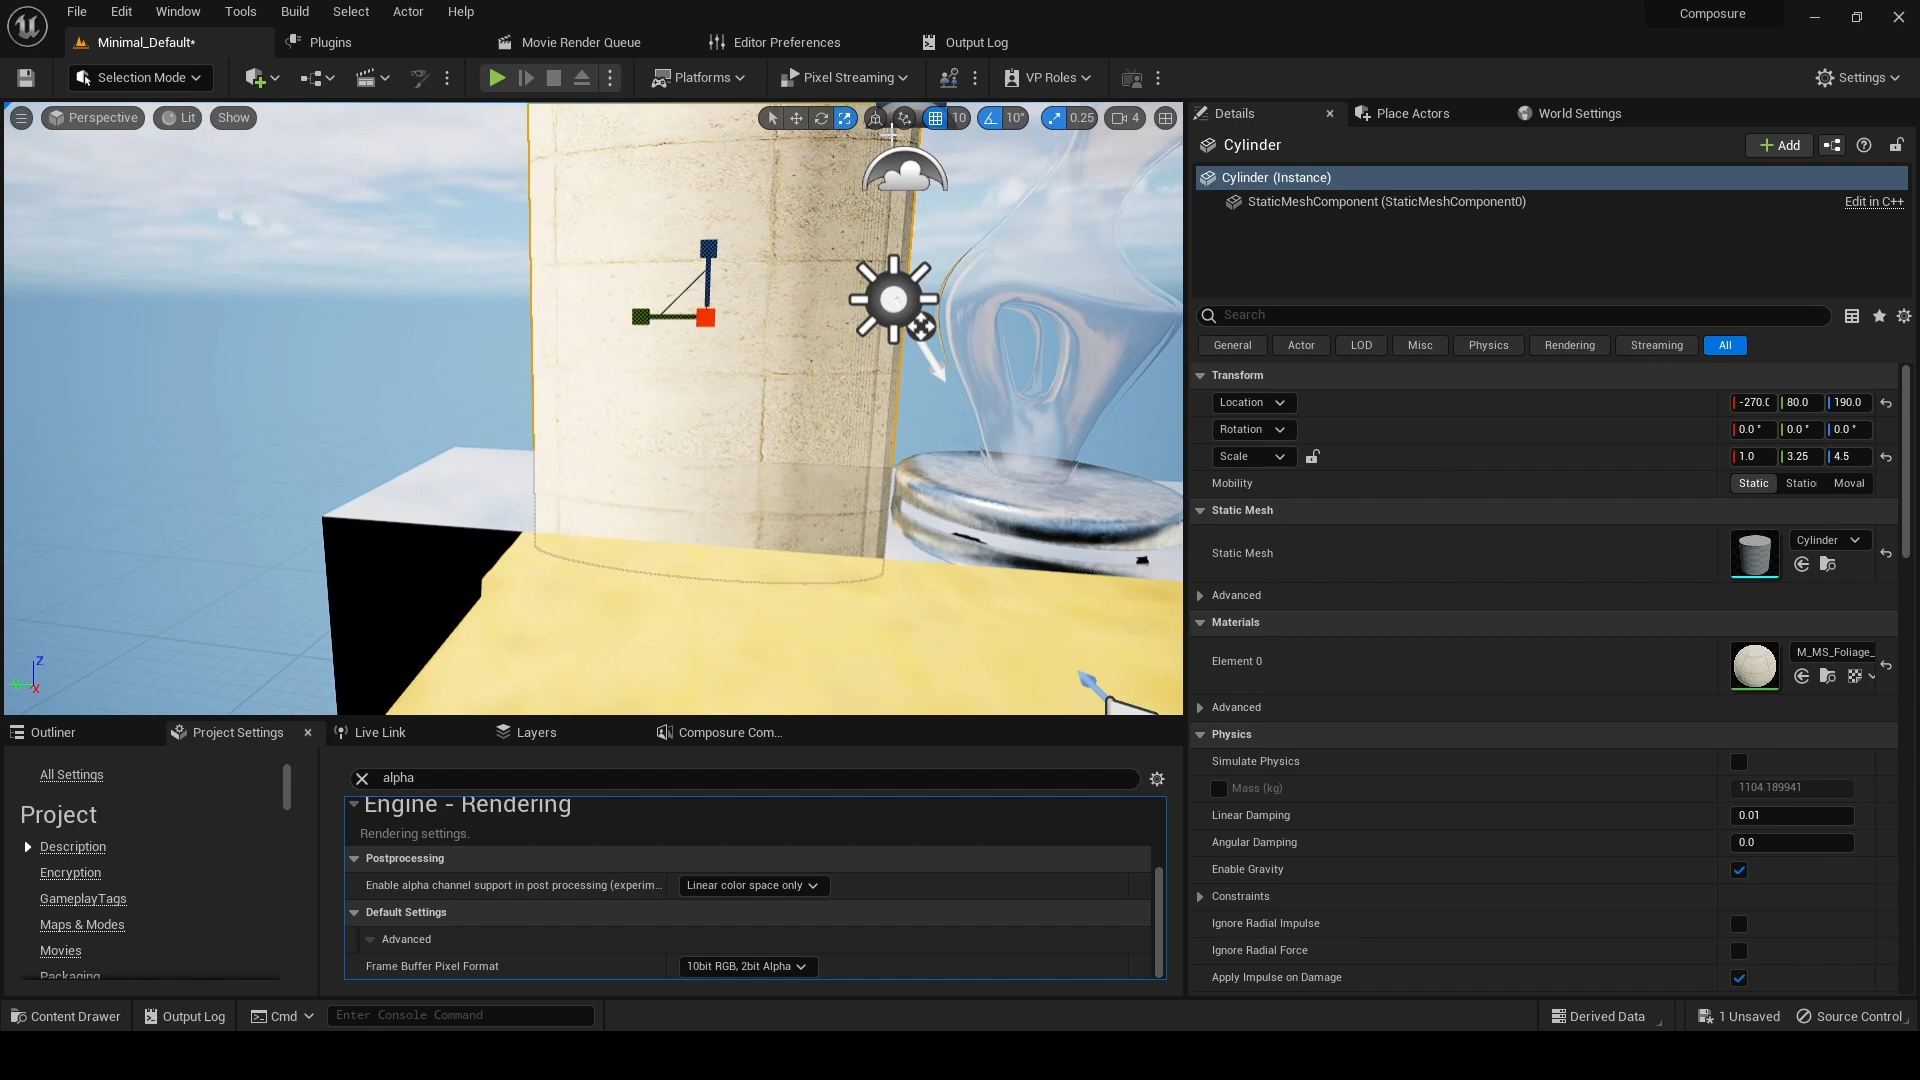 File Edit Window Tools Build Select Actor Help
Composure
Minimal_Default*
Plugins
Movie Render Queue
Editor Preferences
Output Log
Selection Mode
Platforms
Pixel Streaming
VP Roles
Settings
Perspective
Lit
Show
10
10°
0.25
4
Z
X
Details
Place Actors
World Settings
Cylinder
Add
Cylinder (Instance)
StaticMeshComponent (StaticMeshComponent0)
Edit in C++
Search
General Actor LOD Misc Physics Rendering Streaming All
Transform
Location
-270.0 80.0 190.0
Rotation
0.0 ° 0.0 ° 0.0 °
Scale
1.0 3.25 4.5
Mobility
Static Statio Moval
Static Mesh
Static Mesh
Cylinder
Advanced
Materials
Element 0
M_MS_Foliage_
Advanced
Physics
Simulate Physics
Mass (kg)
1104.189941
Linear Damping
0.01
Angular Damping
0.0
Enable Gravity
Constraints
Ignore Radial Impulse
Ignore Radial Force
Apply Impulse on Damage
Outliner
Project Settings
Live Link
Layers
Composure Com...
All Settings
Project
Description
Encryption
GameplayTags
Maps & Modes
Movies
Packaging
alpha
Engine - Rendering
Rendering settings.
Postprocessing
Enable alpha channel support in post processing (experim...
Linear color space only
Default Settings
Advanced
Frame Buffer Pixel Format
10bit RGB, 2bit Alpha
Content Drawer
Output Log
Cmd
Enter Console Command
Derived Data
1 Unsaved
Source Control